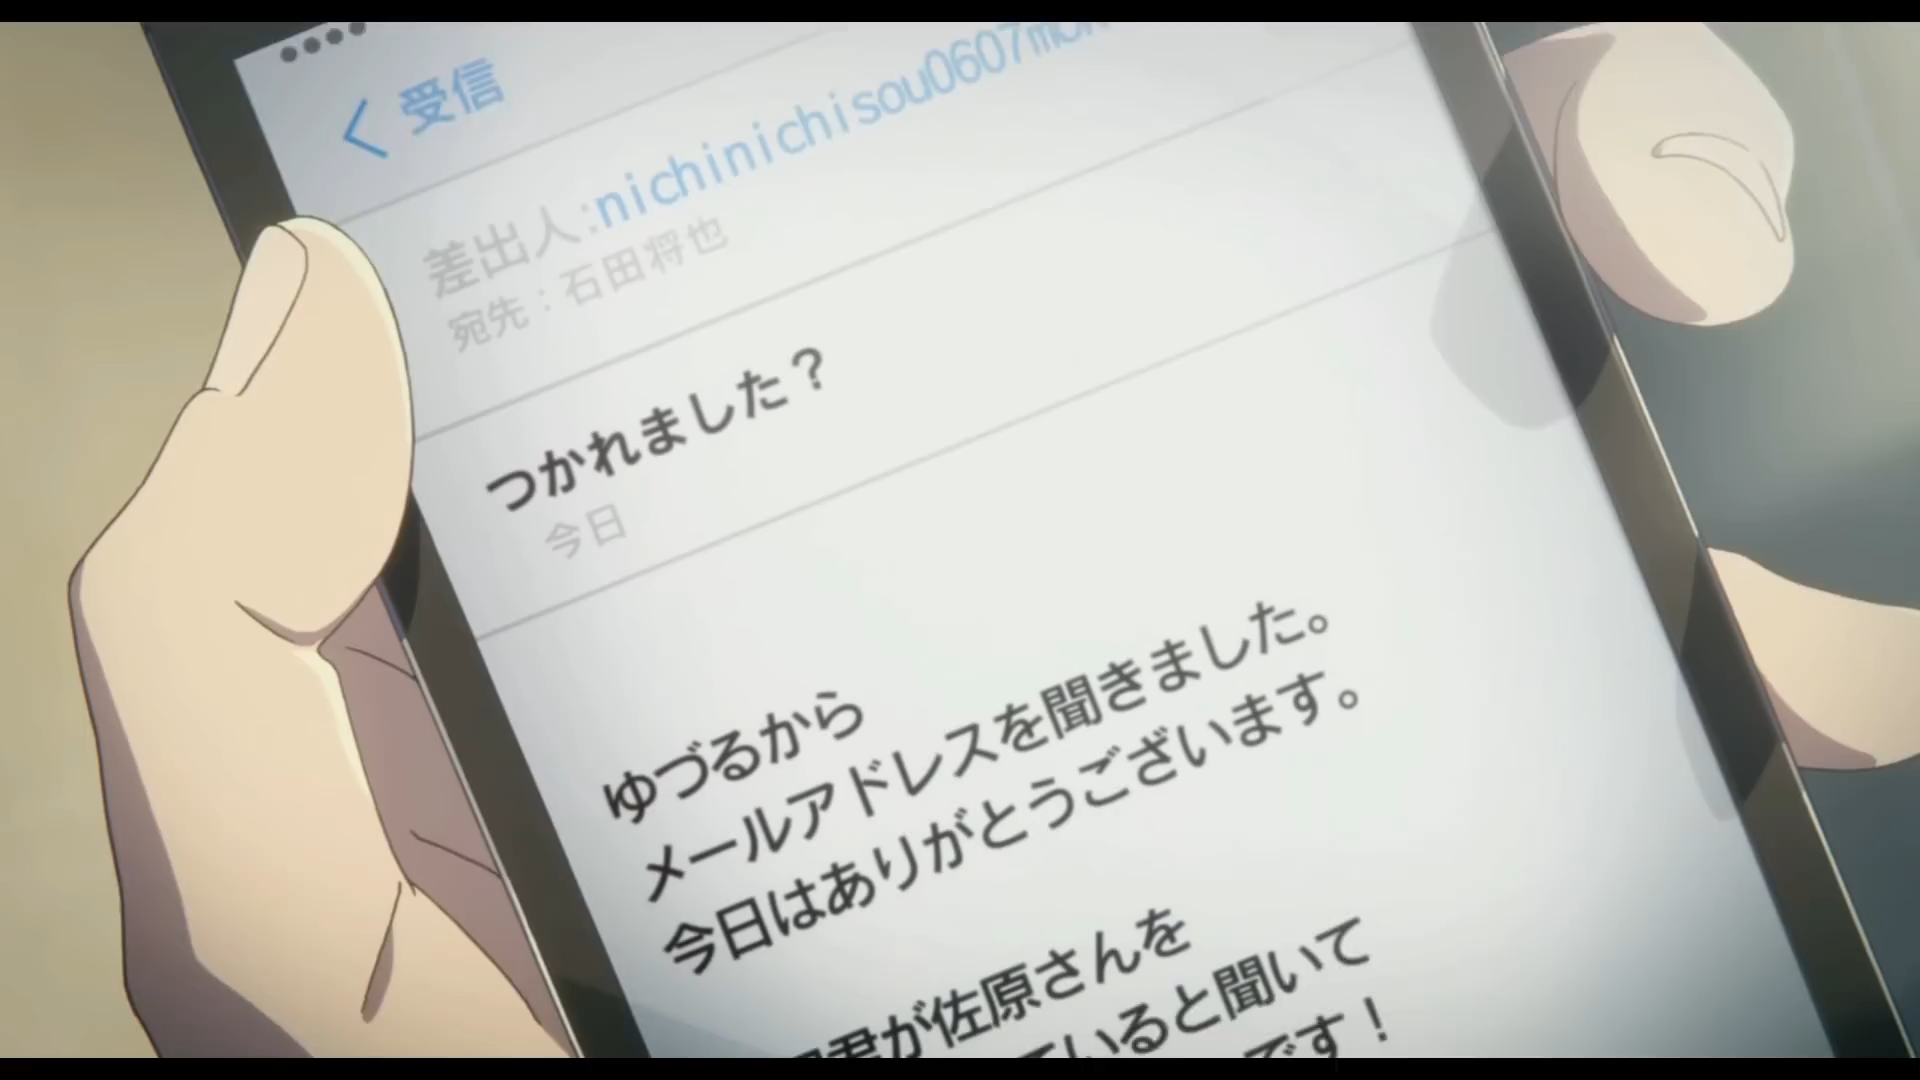 受信
差出人:nichinichisou0607mon
宛先:石田将也
つかれました?
今日
ゆづるから
メールアドレスを聞きました。
今日はありがとうございます。
君が佐原さんを
ていると聞いて
です!